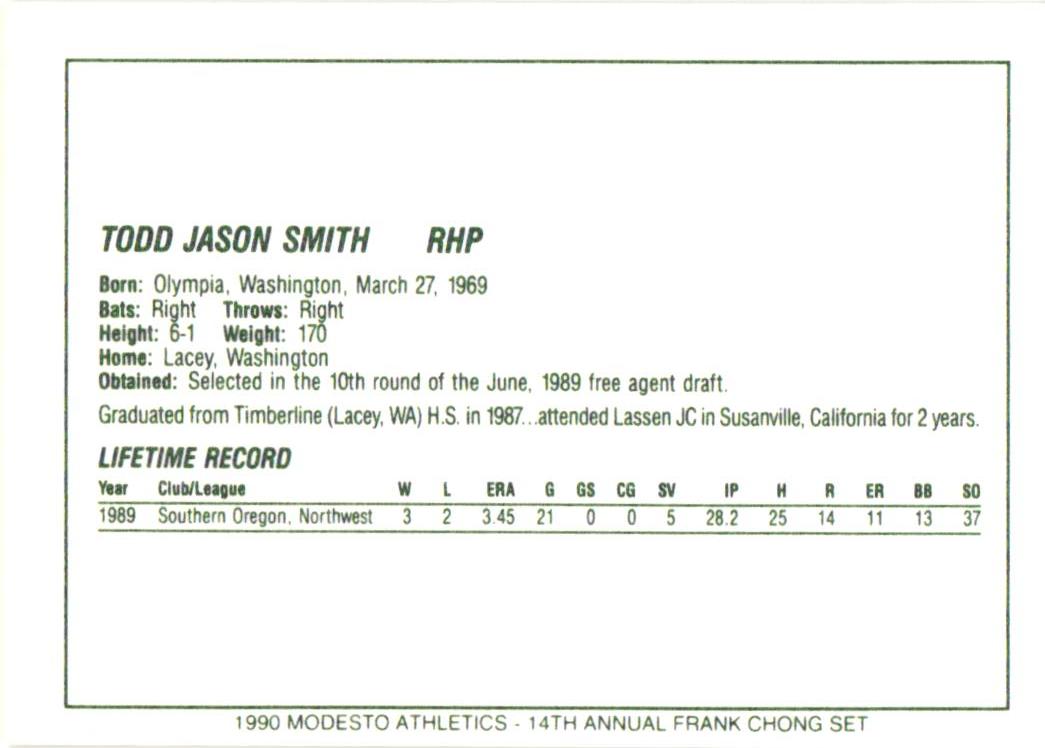 TODD JASON SMITH RHP
Born: Olympia, Washington, March 27, 1969
Bats: Right Throws: Right
Height: 6-1 Weight: 170
Home: Lacey, Washington
Obtained: Selected in the 10th round of the June, 1989 free agent draft.
Graduated from Timberline (Lacey, WA) H.S. in 1987...attended Lassen JC in Susanville, California for 2 years.
LIFETIME RECORD
Year Club/League W L ERA G GS CG SV IP H R ER BB SO
1989 Southern Oregon, Northwest 3 2 3.45 21 0 0 5 28.2 25 14 11 13 37
1990 MODESTO ATHLETICS - 14TH ANNUAL FRANK CHONG SET